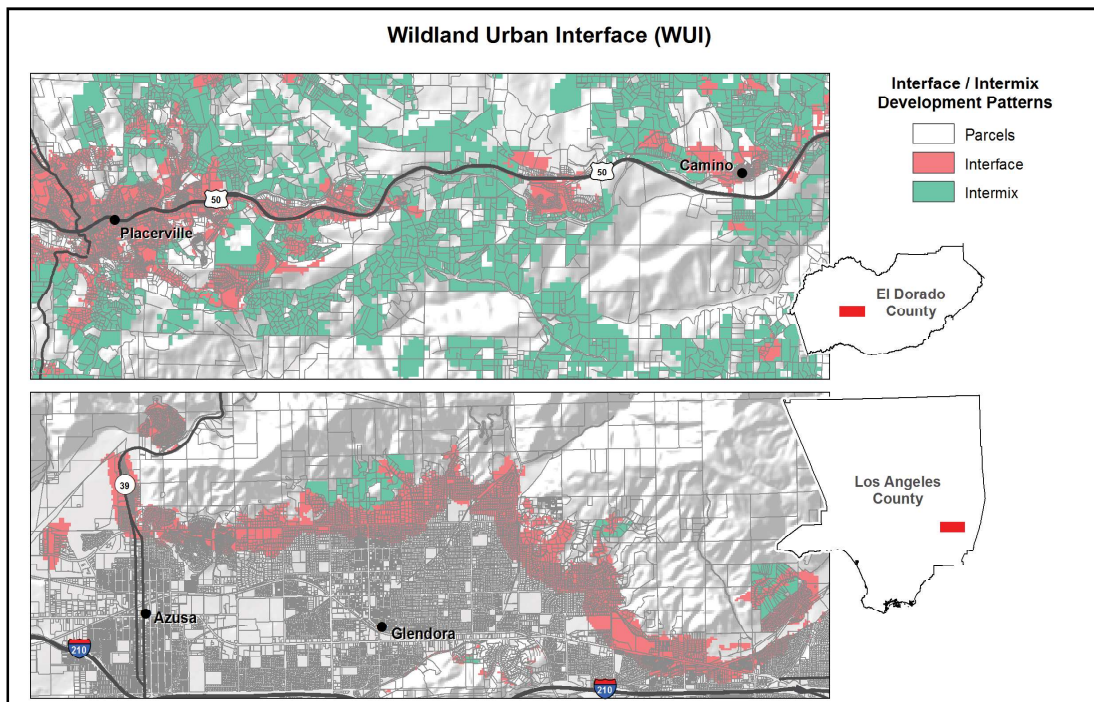 Wildland Urban Interface (WUI)
Interface / Intermix
Development Patterns
Parcels
Interface
Intermix
50
Camino
50
Placerville
El Dorado
County
39
Los Angeles
County
Azusa
Glendora
210
210